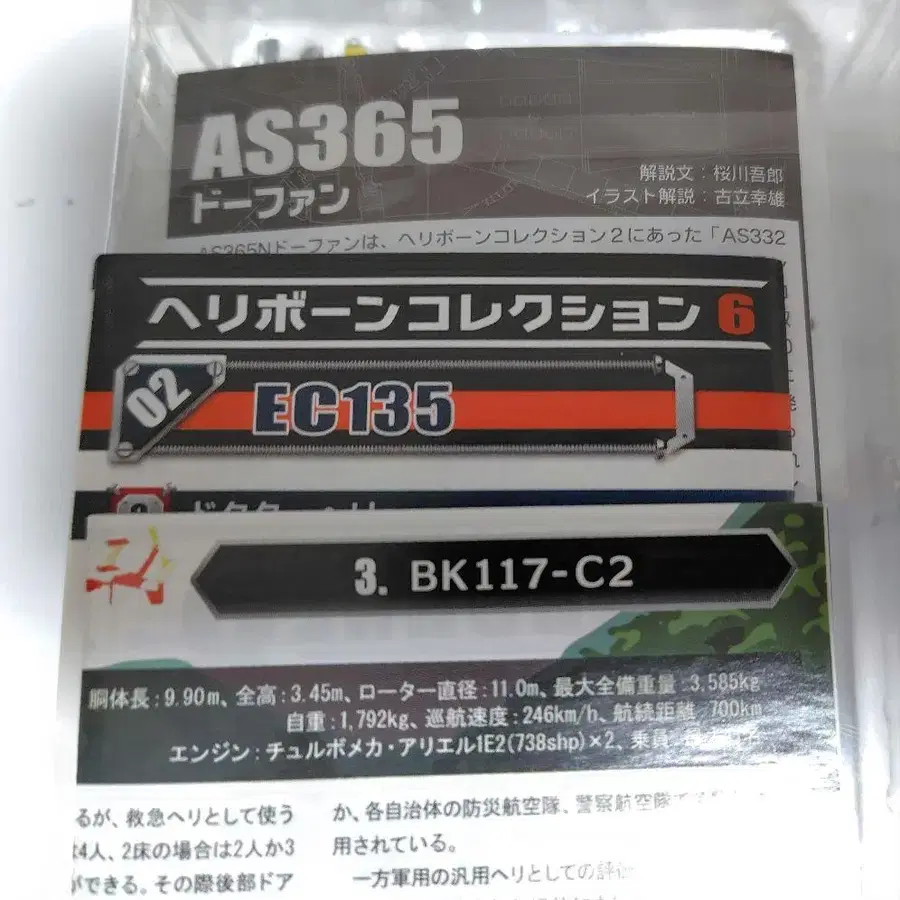 AS365
ドーファン
解説文：桜川吾郎
イラスト解説：古立幸雄
AS365Nドーファンは、ヘリボーンコレクション2にあった「AS332
ヘリボーンコレクション6
02
EC135
3. BK117-C2
胴体長：9.90m、全高：3.45m、ローター直径：11.0m、最大全備重量：3,585kg
自重：1,792kg、巡航速度：246km/h、航続距離 700km
エンジン：チュルボメカ・アリエル1E2(738shp)×2、乗員
るが、救急ヘリとして使う
は4人、2床の場合は2人か3
ができる。その際後部ドア
か、各自治体の防災航空隊、警察航空隊
用されている。
一方軍用の汎用ヘリとしての評価